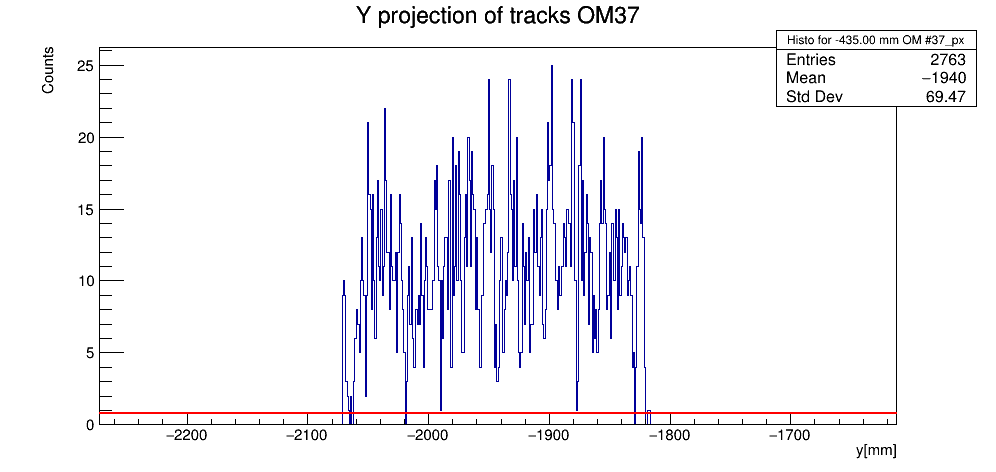 Y projection of tracks OM37
Histo for -435.00 mm OM #37_px
Entries 2763
Mean −1940
Std Dev 69.47
Counts
25
20
15
10
5
0
−2200 −2100 −2000 −1900 −1800 −1700
y[mm]